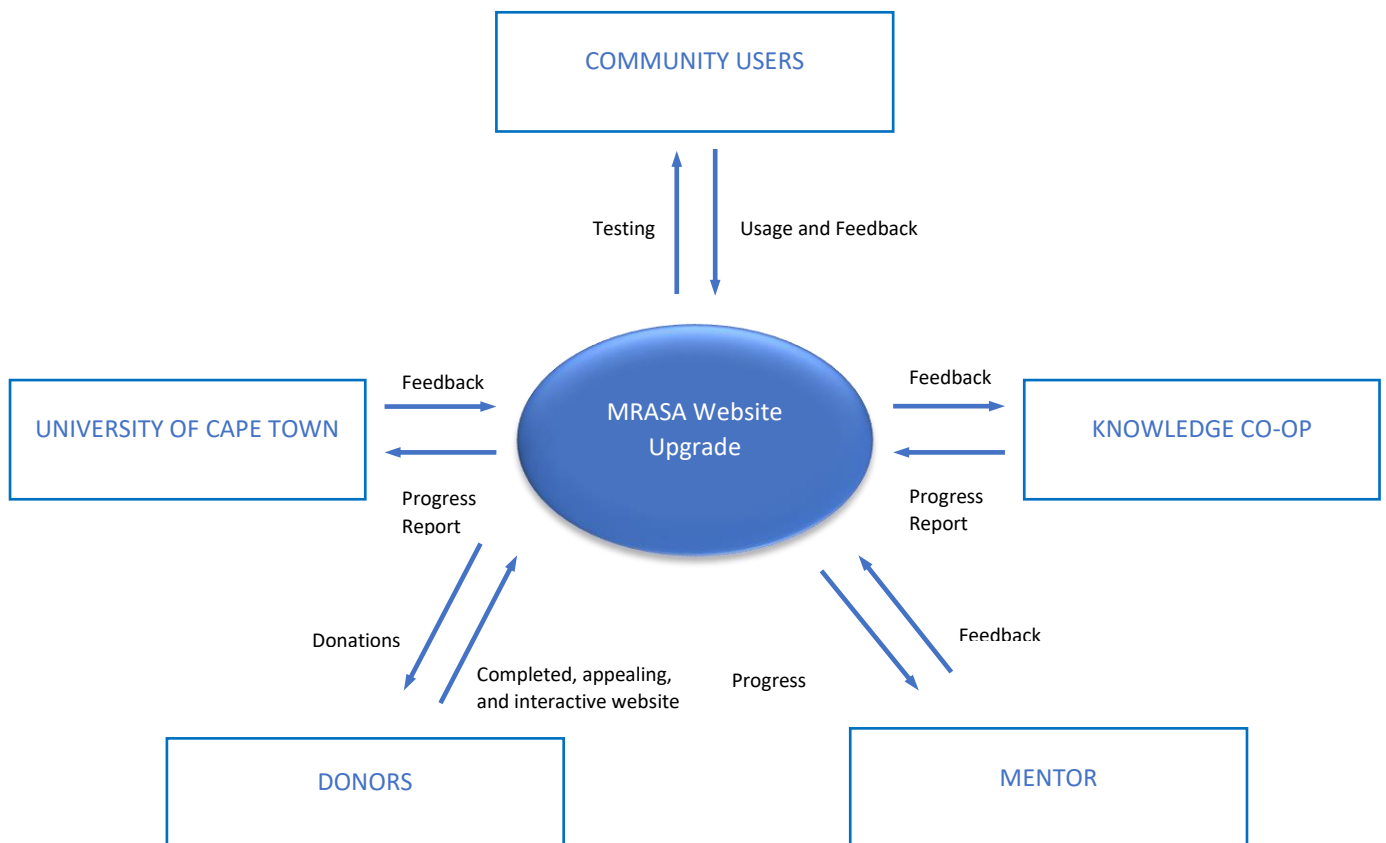 COMMUNITY USERS
Testing
Usage and Feedback
Feedback
Feedback
MRASA Website
Upgrade
UNIVERSITY OF CAPE TOWN
KNOWLEDGE CO-OP
Progress
Report
Progress
Report
Donations
Feedback
Completed, appealing,
and interactive website
Progress
DONORS
MENTOR